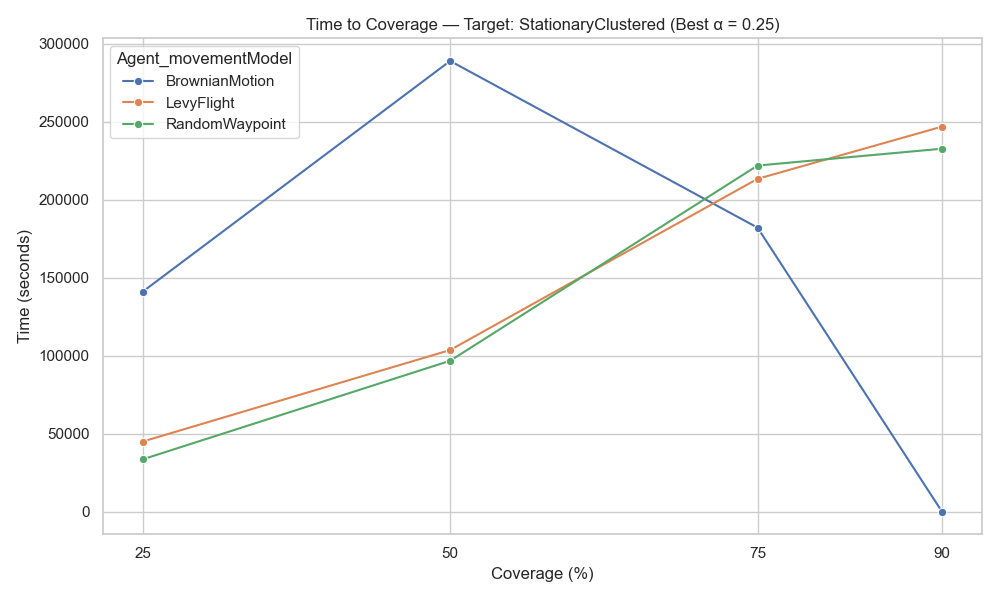 Time to Coverage — Target: StationaryClustered (Best α = 0.25)
Agent_movementModel
BrownianMotion
LevyFlight
RandomWaypoint
300000
250000
200000
150000
100000
50000
0
Time (seconds)
25 50 75 90
Coverage (%)